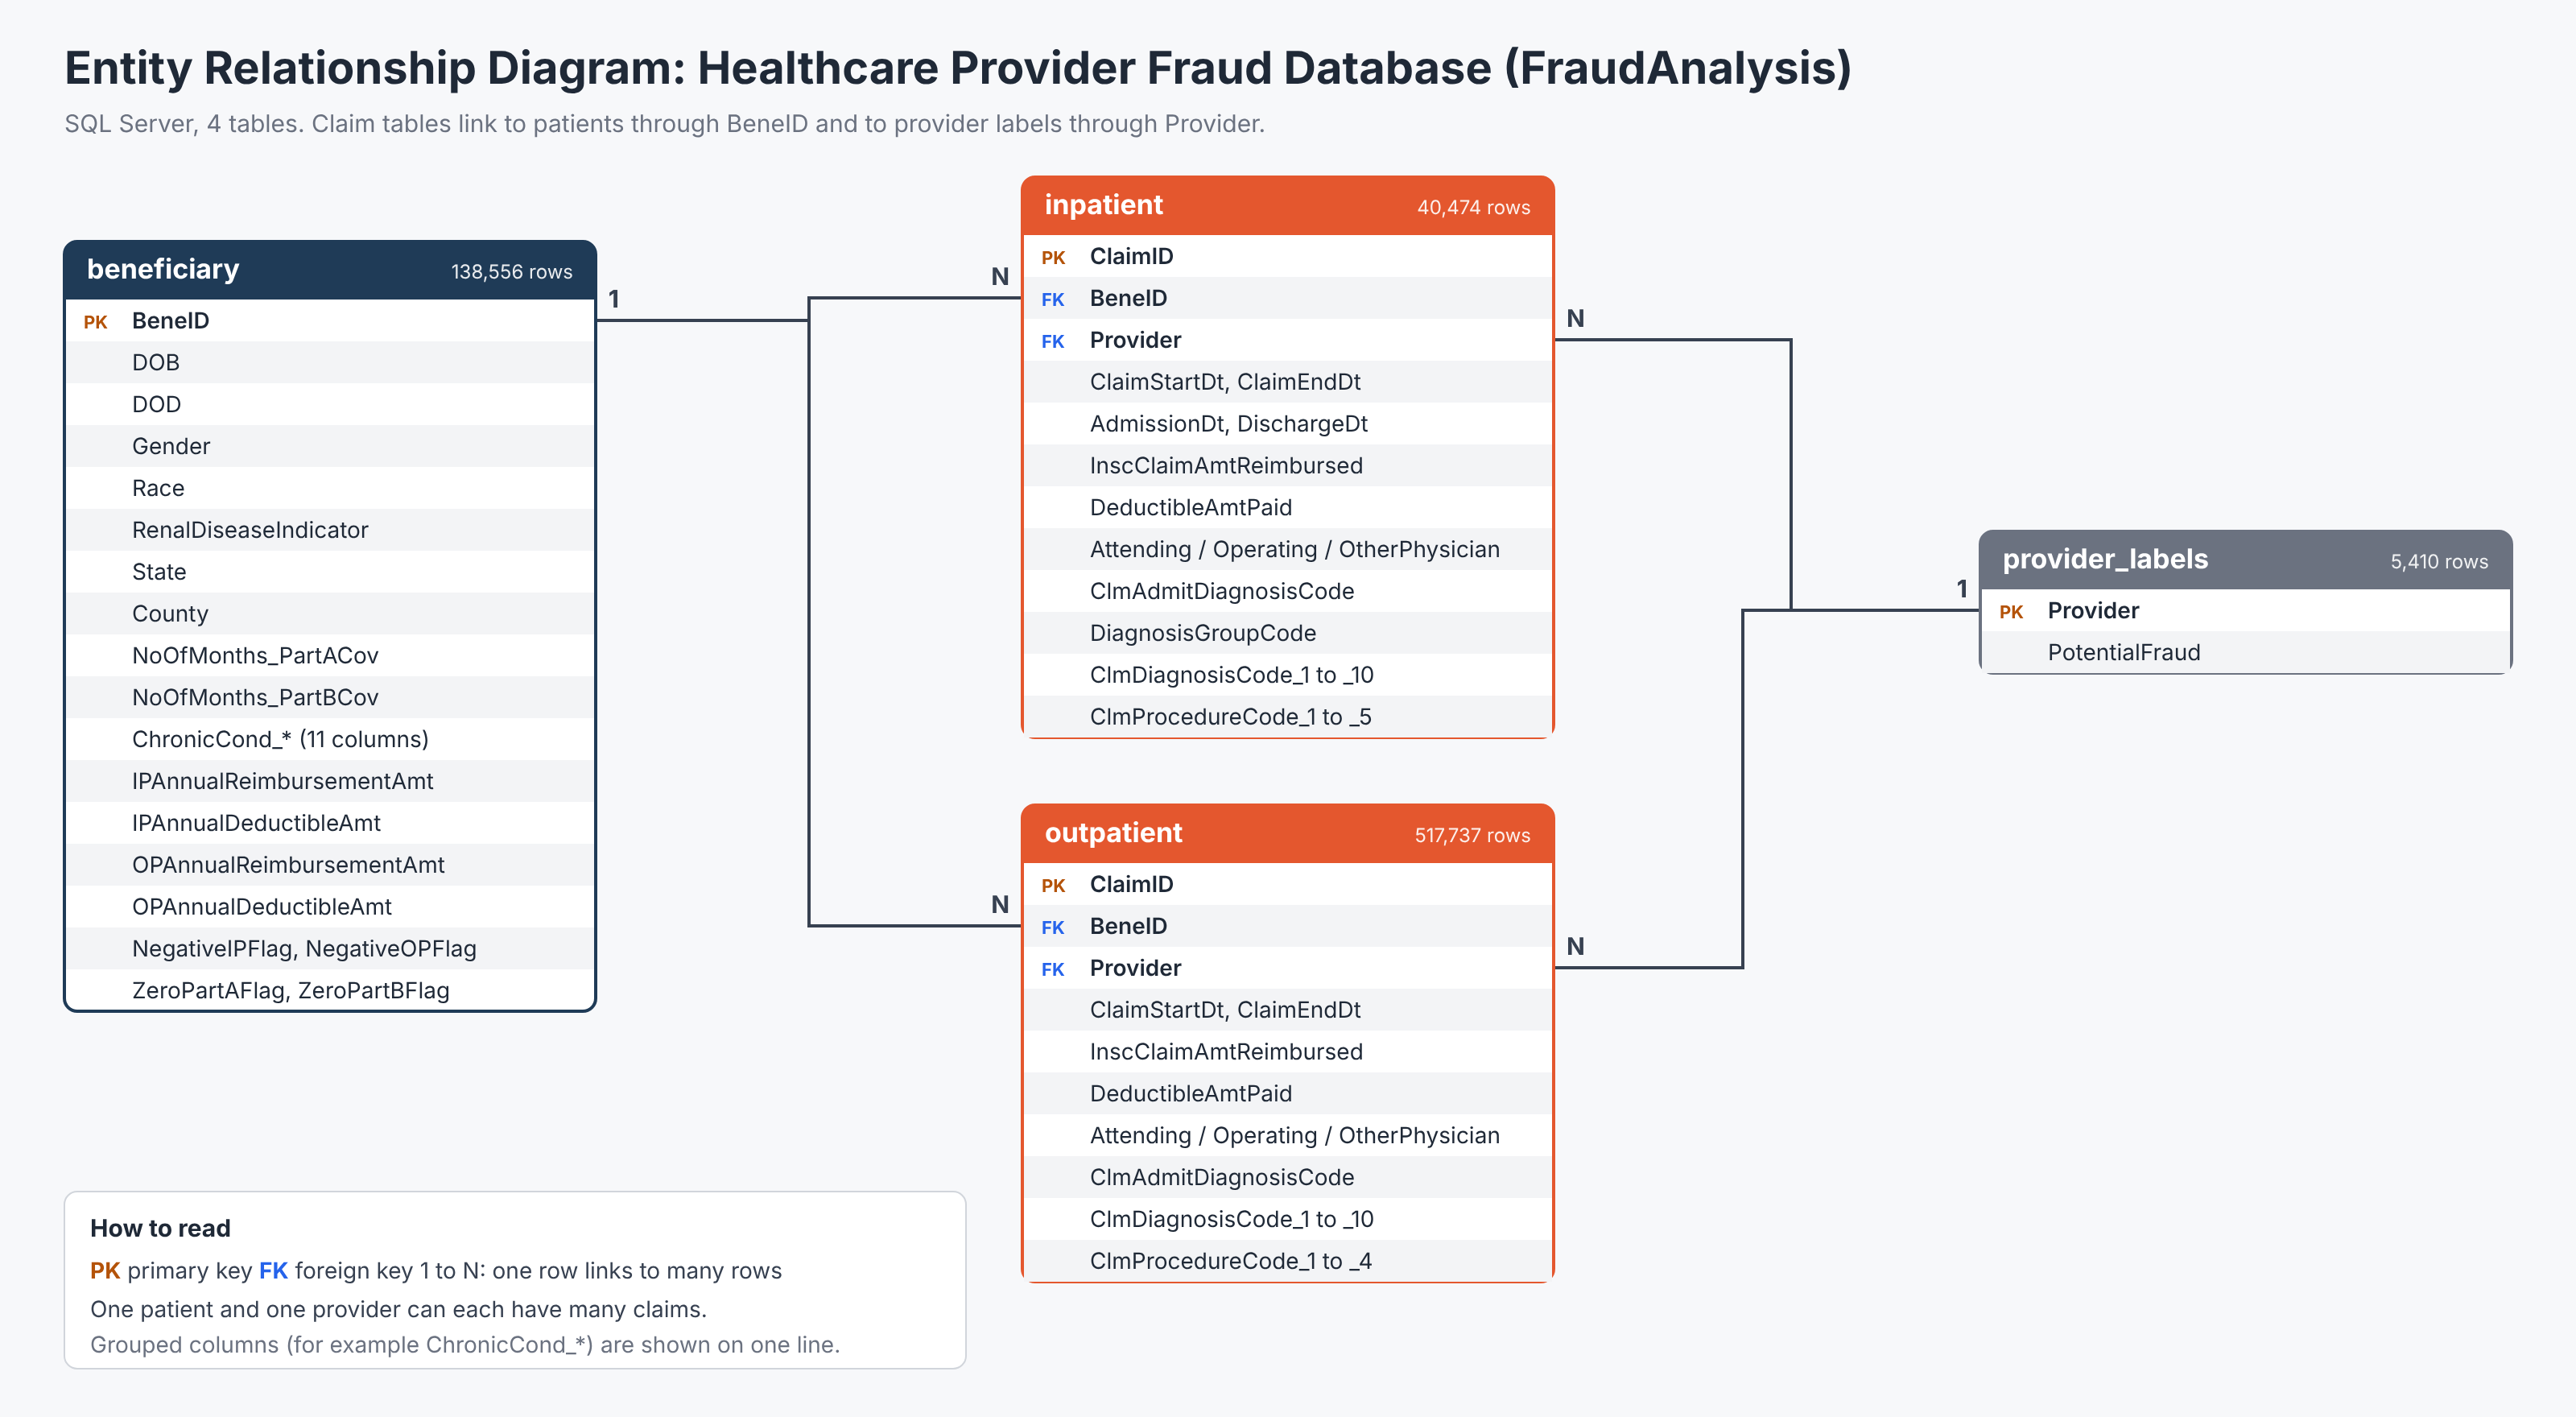 Entity Relationship Diagram: Healthcare Provider Fraud Database (FraudAnalysis)
SQL Server, 4 tables. Claim tables link to patients through BeneID and to provider labels through Provider.
beneficiary 138,556 rows
PK BeneID
DOB
DOD
Gender
Race
RenalDiseaseIndicator
State
County
NoOfMonths_PartACov
NoOfMonths_PartBCov
ChronicCond_* (11 columns)
IPAnnualReimbursementAmt
IPAnnualDeductibleAmt
OPAnnualReimbursementAmt
OPAnnualDeductibleAmt
NegativeIPFlag, NegativeOPFlag
ZeroPartAFlag, ZeroPartBFlag
1
N
N
inpatient 40,474 rows
PK ClaimID
FK BeneID
FK Provider
ClaimStartDt, ClaimEndDt
AdmissionDt, DischargeDt
InscClaimAmtReimbursed
DeductibleAmtPaid
Attending / Operating / OtherPhysician
ClmAdmitDiagnosisCode
DiagnosisGroupCode
ClmDiagnosisCode_1 to _10
ClmProcedureCode_1 to _5
outpatient 517,737 rows
PK ClaimID
FK BeneID
FK Provider
ClaimStartDt, ClaimEndDt
InscClaimAmtReimbursed
DeductibleAmtPaid
Attending / Operating / OtherPhysician
ClmAdmitDiagnosisCode
ClmDiagnosisCode_1 to _10
ClmProcedureCode_1 to _4
N
N
1
provider_labels 5,410 rows
PK Provider
PotentialFraud
How to read
PK primary key FK foreign key 1 to N: one row links to many rows
One patient and one provider can each have many claims.
Grouped columns (for example ChronicCond_*) are shown on one line.